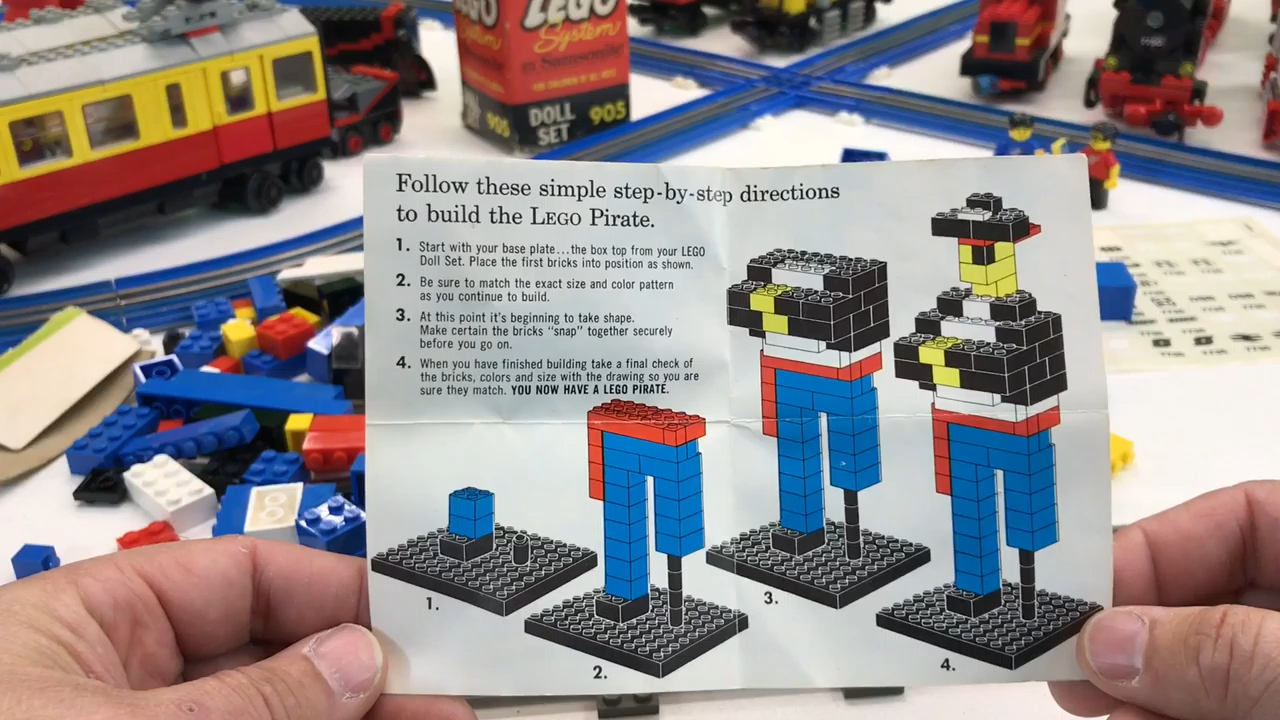 LEGO
System
LEGO
System
DOLL
SET
905
905
Follow these simple step-by-step directions
to build the LEGO Pirate.
1. Start with your base plate...the box top from your LEGO
Doll Set. Place the first bricks into position as shown.
2. Be sure to match the exact size and color pattern
as you continue to build.
3. At this point it's beginning to take shape.
Make certain the bricks "snap" together securely
before you go on.
4. When you have finished building take a final check of
the bricks, colors and size with the drawing so you are
sure they match. YOU NOW HAVE A LEGO PIRATE.
1.
2.
3.
4.